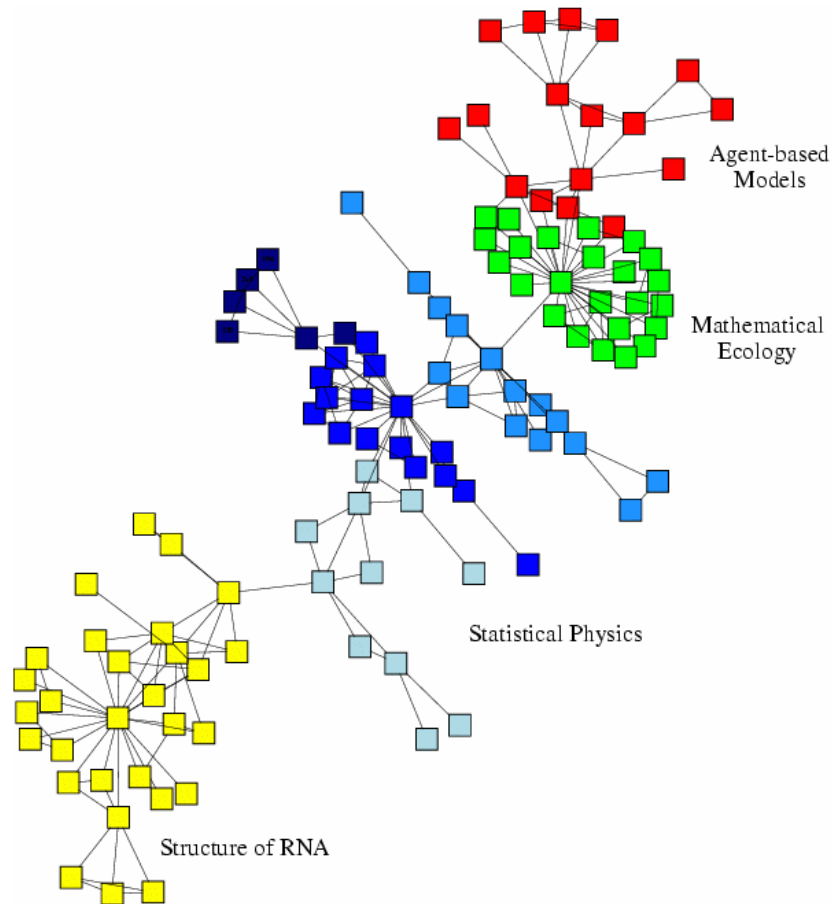 Agent-based
Models
Mathematical
Ecology
Statistical Physics
Structure of RNA